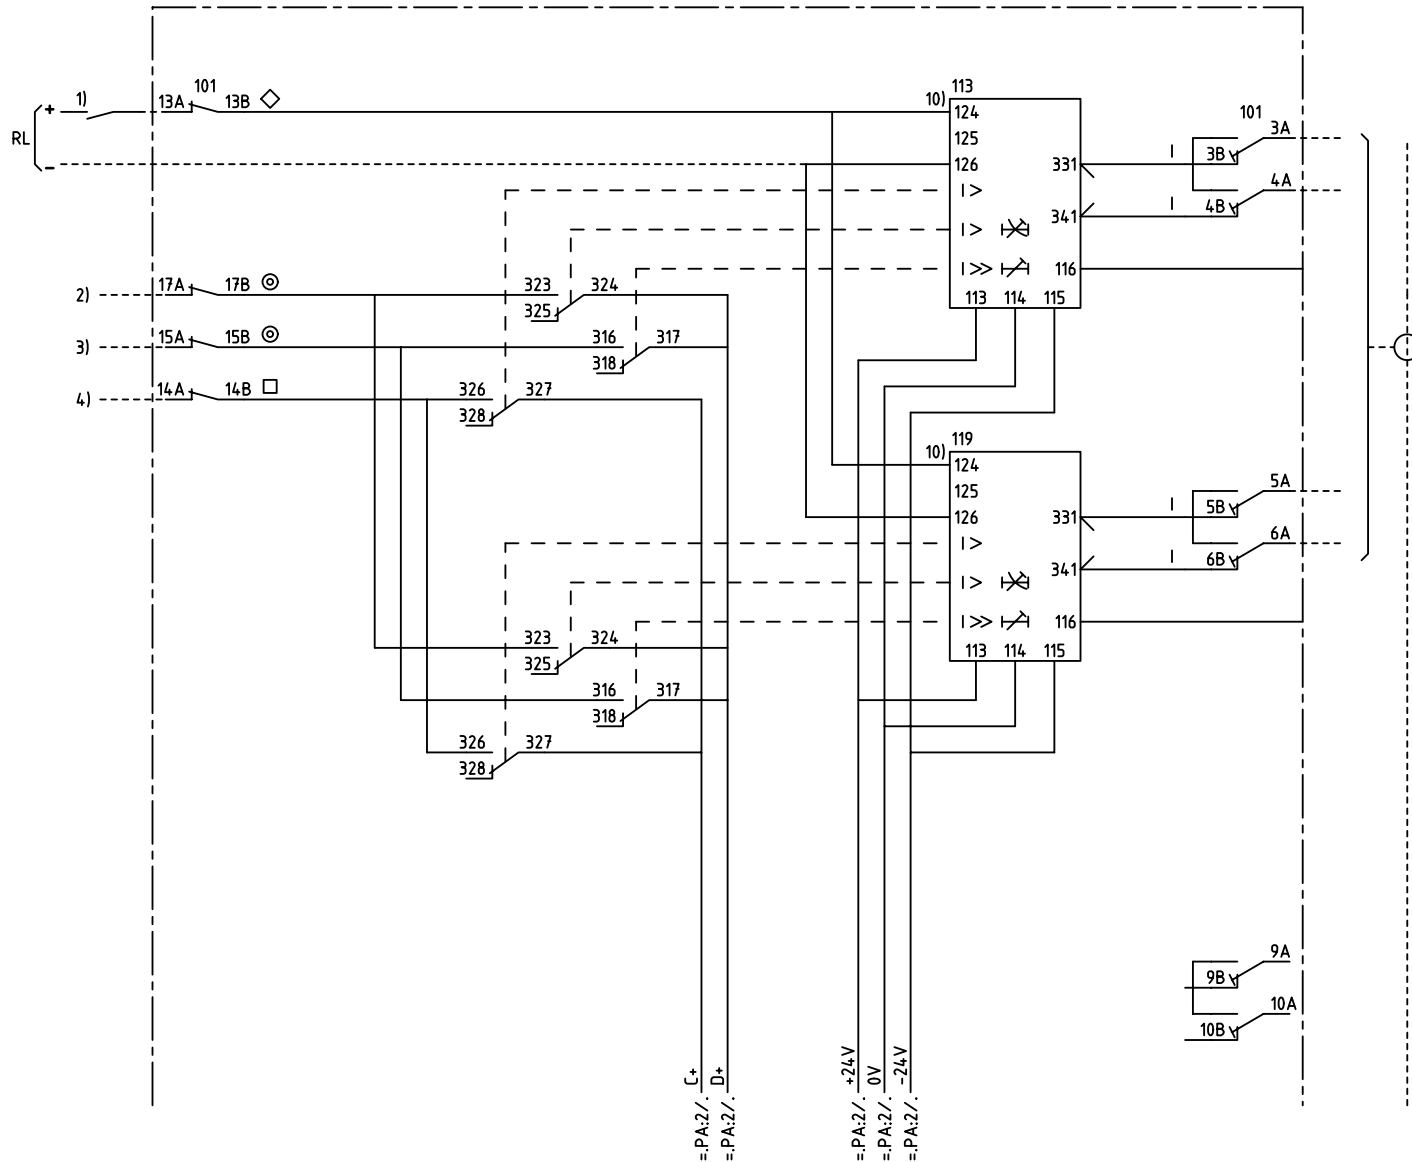 101
113
1)
13A
13B
10)
124
RL
+
-
125
126
331
341
116
I>
I>
I>>
113
114
115
101
3A
3B
4A
4B
2)
17A
17B
323
324
325
3)
15A
15B
316
317
318
4)
14A
14B
326
327
328
119
10)
124
125
126
331
341
116
I>
I>
I>>
113
114
115
5A
5B
6A
6B
323
324
325
316
317
318
326
327
328
9A
9B
10A
10B
C+
D+
+24V
0V
-24V
=.PA:2/.
=.PA:2/.
=.PA:2/.
=.PA:2/.
=.PA:2/.